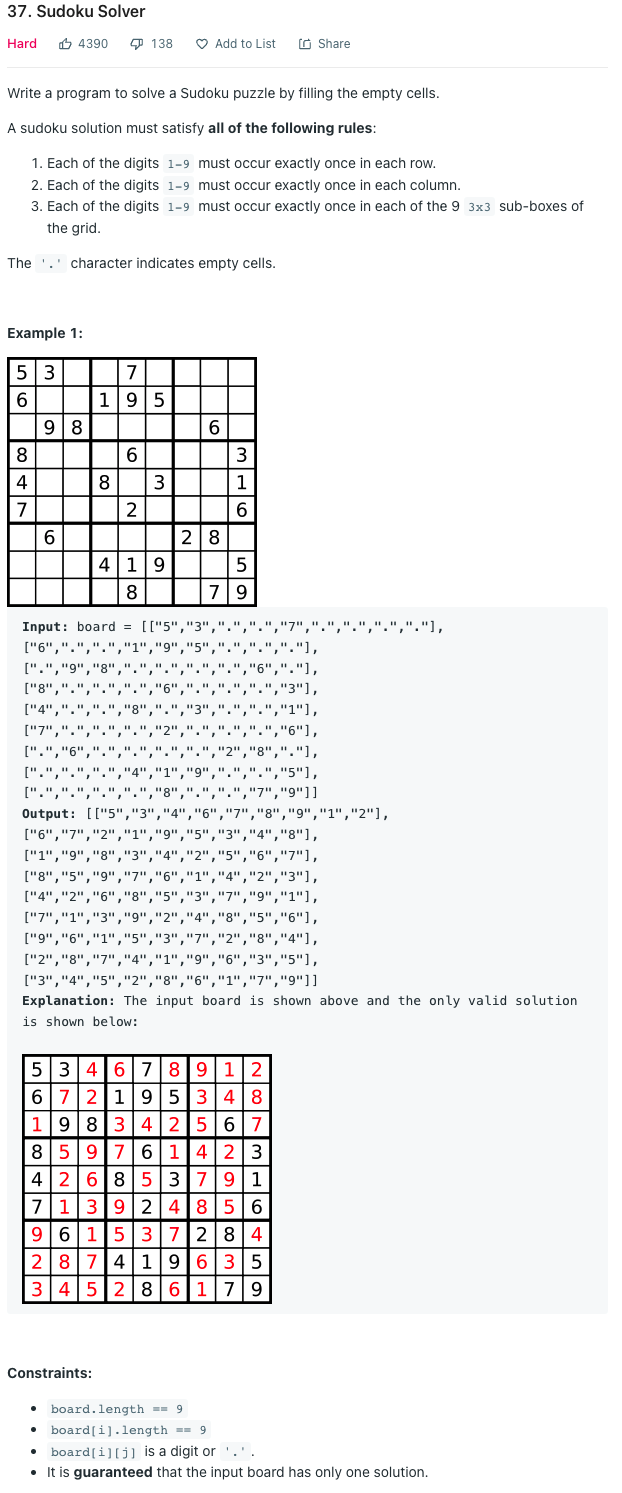 37. Sudoku Solver
Hard 4390 138 Add to List Share
Write a program to solve a Sudoku puzzle by filling the empty cells.
A sudoku solution must satisfy all of the following rules:
1. Each of the digits 1-9 must occur exactly once in each row.
2. Each of the digits 1-9 must occur exactly once in each column.
3. Each of the digits 1-9 must occur exactly once in each of the 9 3x3 sub-boxes of
the grid.
The '.' character indicates empty cells.
Example 1:
5 3 7
6 1 9 5
9 8 6
8 6 3
4 8 3 1
7 2 6
6 2 8
4 1 9 5
8 7 9
Input: board = [["5","3",".",".","7",".",".",".","."],
["6",".",".","1","9","5",".",".","."],
[".","9","8",".",".",".",".","6","."],
["8",".",".",".","6",".",".",".","3"],
["4",".",".","8",".","3",".",".","1"],
["7",".",".",".","2",".",".",".","6"],
[".","6",".",".",".",".","2","8","."],
[".",".",".","4","1","9",".",".","5"],
[".",".",".",".","8",".",".","7","9"]]
Output: [["5","3","4","6","7","8","9","1","2"],
["6","7","2","1","9","5","3","4","8"],
["1","9","8","3","4","2","5","6","7"],
["8","5","9","7","6","1","4","2","3"],
["4","2","6","8","5","3","7","9","1"],
["7","1","3","9","2","4","8","5","6"],
["9","6","1","5","3","7","2","8","4"],
["2","8","7","4","1","9","6","3","5"],
["3","4","5","2","8","6","1","7","9"]]
Explanation: The input board is shown above and the only valid solution
is shown below:
5 3 4 6 7 8 9 1 2
6 7 2 1 9 5 3 4 8
1 9 8 3 4 2 5 6 7
8 5 9 7 6 1 4 2 3
4 2 6 8 5 3 7 9 1
7 1 3 9 2 4 8 5 6
9 6 1 5 3 7 2 8 4
2 8 7 4 1 9 6 3 5
3 4 5 2 8 6 1 7 9
Constraints:
• board.length == 9
• board[i].length == 9
• board[i][j] is a digit or '.'.
• It is guaranteed that the input board has only one solution.